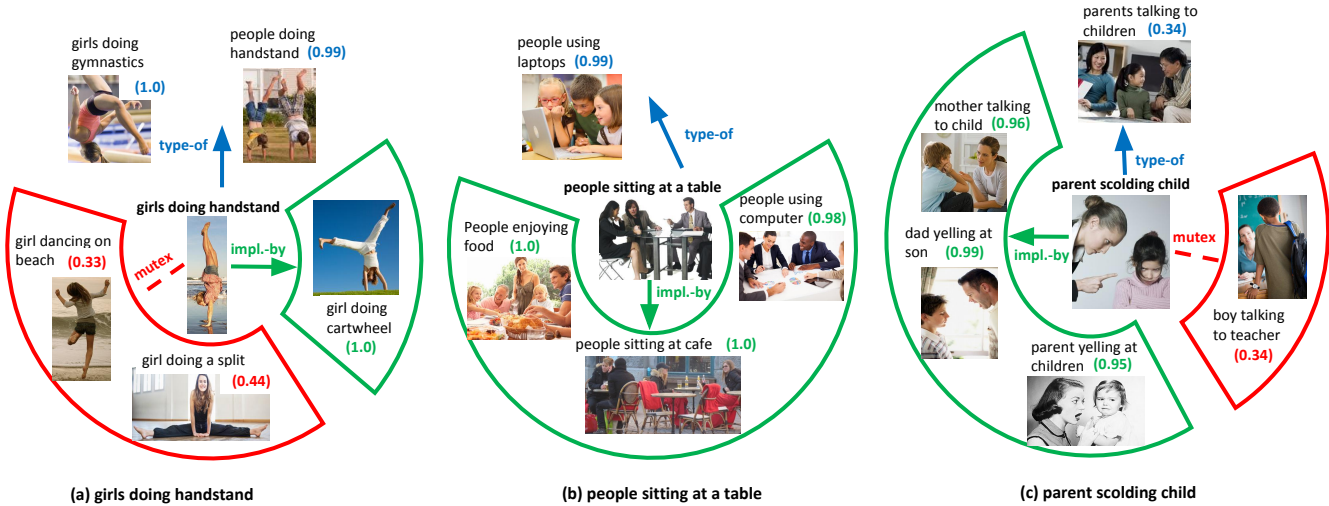 girls doing
gymnastics
(1.0)
people doing
handstand (0.99)
type-of
girls doing handstand
girl dancing on
beach (0.33)
mutex
impl.-by
girl doing
cartwheel
(1.0)
girl doing a split
(0.44)
(a) girls doing handstand
people using
laptops (0.99)
type-of
people sitting at a table
People enjoying
food (1.0)
people using
computer (0.98)
impl.-by
people sitting at cafe (1.0)
(b) people sitting at a table
parents talking to
children (0.34)
mother talking
to child (0.96)
type-of
parent scolding child
dad yelling at
son (0.99)
impl.-by
mutex
boy talking
to teacher
(0.34)
parent yelling at
children (0.95)
(c) parent scolding child